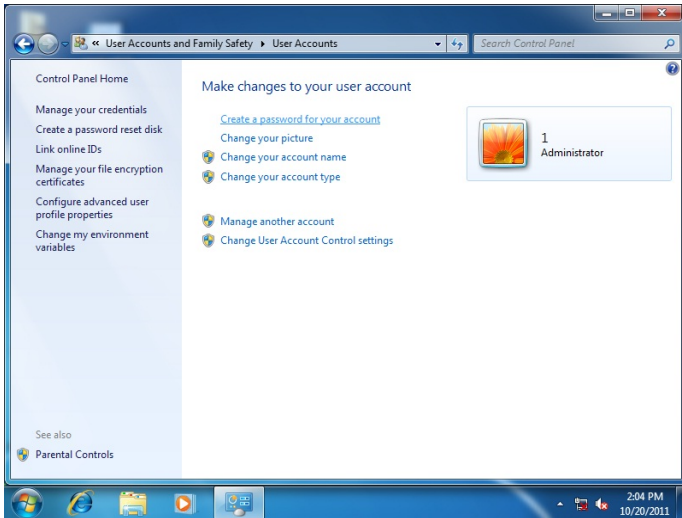 « User Accounts and Family Safety ▸ User Accounts
Search Control Panel
Control Panel Home
Manage your credentials
Create a password reset disk
Link online IDs
Manage your file encryption
certificates
Configure advanced user
profile properties
Change my environment
variables
See also
Parental Controls
Make changes to your user account
Create a password for your account
Change your picture
Change your account name
Change your account type
Manage another account
Change User Account Control settings
1
Administrator
2:04 PM
10/20/2011